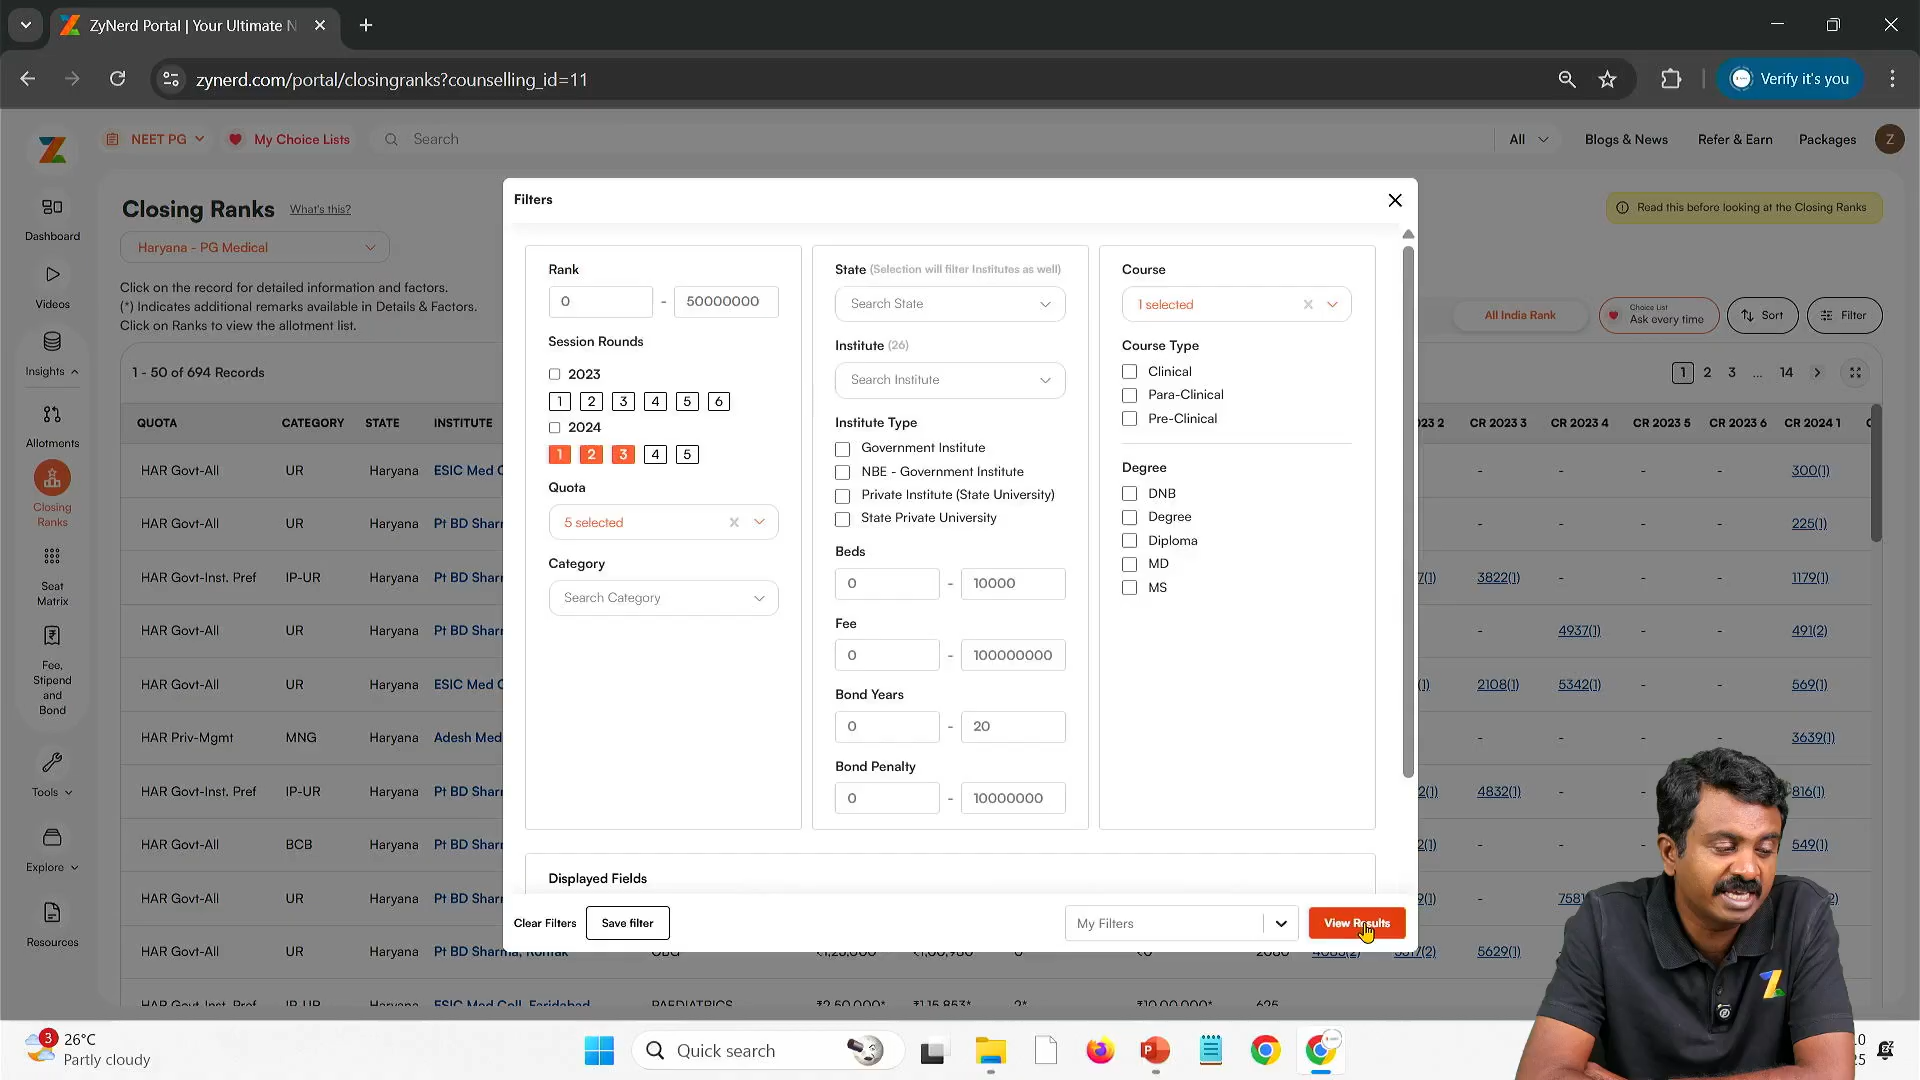 ZyNerd Portal | Your Ultimate N
zynerd.com/portal/closingranks?counselling_id=11
Verify it's you
NEET PG
My Choice Lists
Search
All
Blogs & News
Refer & Earn
Packages
Z
Dashboard
Videos
Insights
Allotments
Closing
Ranks
Seat
Matrix
Fee,
Stipend
and
Bond
Tools
Explore
Resources
Closing Ranks
What's this?
Read this before looking at the Closing Ranks
Haryana - PG Medical
Click on the record for detailed information and factors.
(*) Indicates additional remarks available in Details & Factors.
Click on Ranks to view the allotment list.
All India Rank
Choice List
Ask every time
Sort
Filter
1 - 50 of 694 Records
1 2 3 ... 14
QUOTA CATEGORY STATE INSTITUTE 23 2 CR 2023 3 CR 2023 4 CR 2023 5 CR 2023 6 CR 2024 1
HAR Govt-All UR Haryana ESIC Med C - - - - 300(1)
HAR Govt-All UR Haryana Pt BD Sharm - - - - 225(1)
HAR Govt-Inst. Pref IP-UR Haryana Pt BD Sharm 7(1) 3822(1) - - - 1179(1)
HAR Govt-All UR Haryana Pt BD Sharm - 4937(1) - - 491(2)
HAR Govt-All UR Haryana ESIC Med C (1) 2108(1) 5342(1) - - 569(1)
HAR Priv-Mgmt MNG Haryana Adesh Med - - - - 3639(1)
HAR Govt-Inst. Pref IP-UR Haryana Pt BD Sharm 2(1) 4832(1) - - 816(1)
HAR Govt-All BCB Haryana Pt BD Sharm 2(1) - - - 549(1)
HAR Govt-All UR Haryana Pt BD Sharm 9(1) - 7581 2)
HAR Govt-All UR Haryana Pt BD Sharma, Rohtak OBG ₹1,28,000 ₹1,00,980 0 ₹0 2080 4083(2) 5317(2) 5629(1)
HAR Govt-Inst. Pref IP-UR Haryana ESIC Med Coll, Faridabad PAEDIATRICS ₹2,50,000* ₹1,15,853* 2* ₹10,00,000* 625
Filters
Rank
0 - 50000000
Session Rounds
2023
1 2 3 4 5 6
2024
1 2 3 4 5
Quota
5 selected
Category
Search Category
State (Selection will filter Institutes as well)
Search State
Institute (26)
Search Institute
Institute Type
Government Institute
NBE - Government Institute
Private Institute (State University)
State Private University
Beds
0 - 10000
Fee
0 - 100000000
Bond Years
0 - 20
Bond Penalty
0 - 10000000
Course
1 selected
Course Type
Clinical
Para-Clinical
Pre-Clinical
Degree
DNB
Degree
Diploma
MD
MS
Displayed Fields
Clear Filters
Save filter
My Filters
View Results
3
26°C
Partly cloudy
Quick search